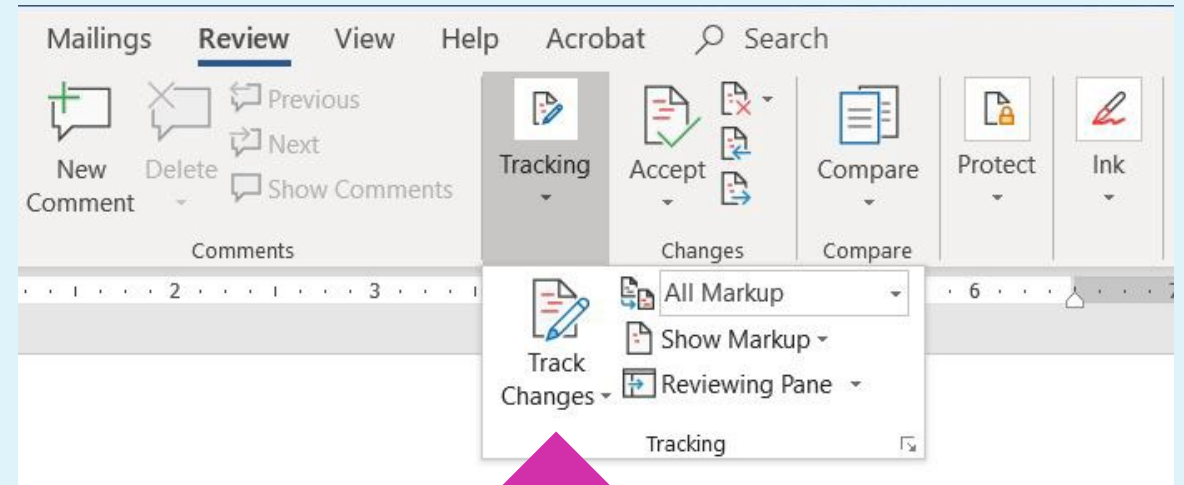 Mailings Review View Help Acrobat Search
Previous
Next
Show Comments
New
Comment
Delete
Tracking
Accept
Compare
Protect
Ink
Comments
Changes
Compare
2 3 6 7
All Markup
Show Markup
Reviewing Pane
Track
Changes
Tracking